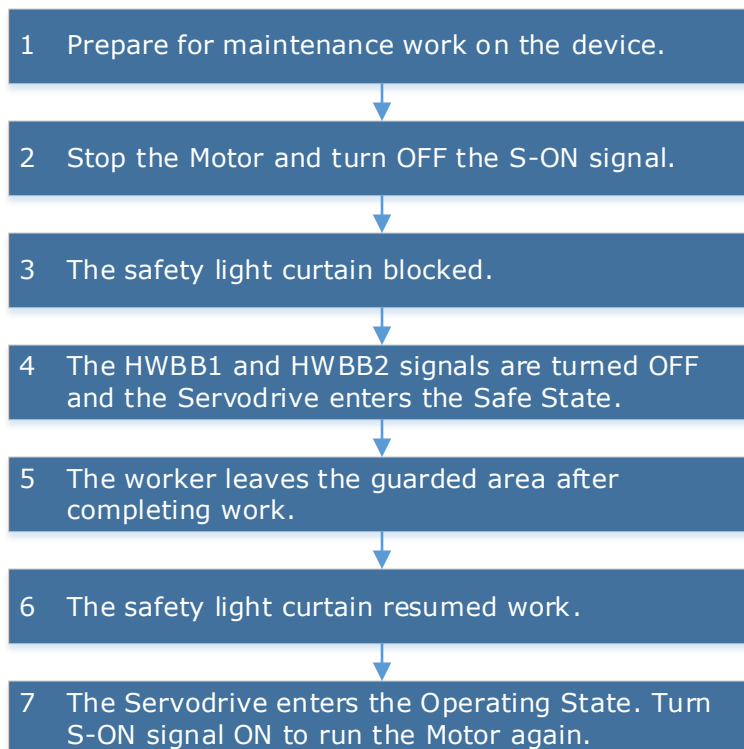 1 Prepare for maintenance work on the device.
2 Stop the Motor and turn OFF the S-ON signal.
3 The safety light curtain blocked.
4 The HWBB1 and HWBB2 signals are turned OFF
and the Servodrive enters the Safe State.
5 The worker leaves the guarded area after
completing work.
6 The safety light curtain resumed work.
7 The Servodrive enters the Operating State. Turn
S-ON signal ON to run the Motor again.